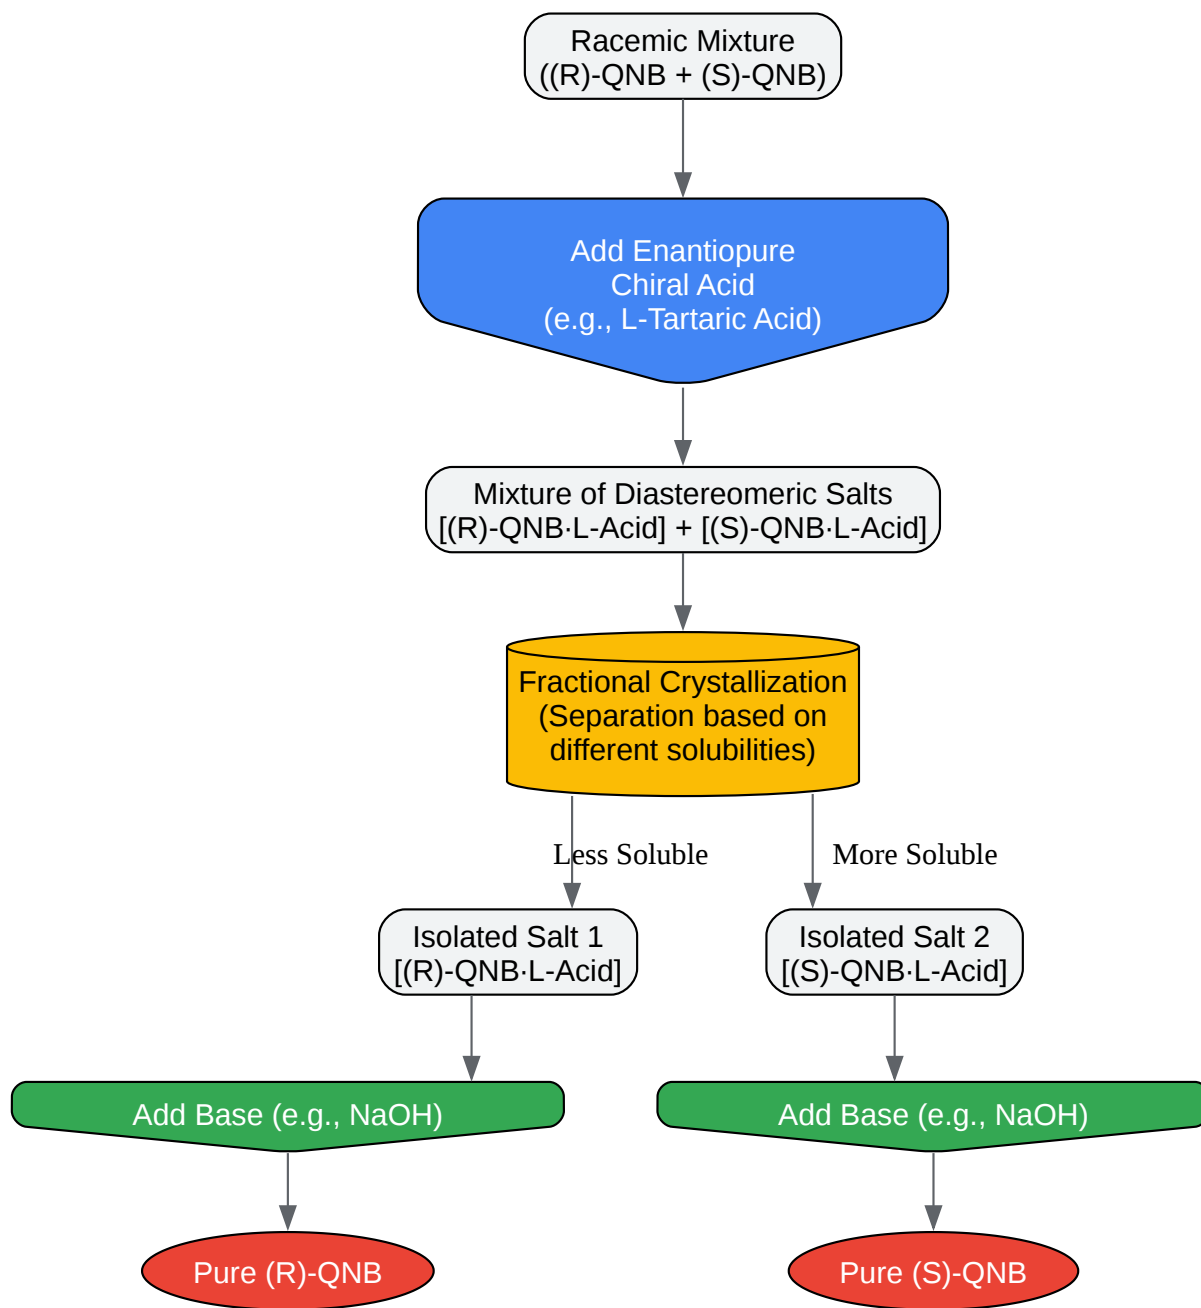 Racemic Mixture
((R)-QNB + (S)-QNB)
Add Enantiopure
Chiral Acid
(e.g., L-Tartaric Acid)
Mixture of Diastereomeric Salts
[(R)-QNB·L-Acid] + [(S)-QNB·L-Acid]
Fractional Crystallization
(Separation based on
different solubilities)
Less Soluble
More Soluble
Isolated Salt 1
[(R)-QNB·L-Acid]
Isolated Salt 2
[(S)-QNB·L-Acid]
Add Base (e.g., NaOH)
Add Base (e.g., NaOH)
Pure (R)-QNB
Pure (S)-QNB